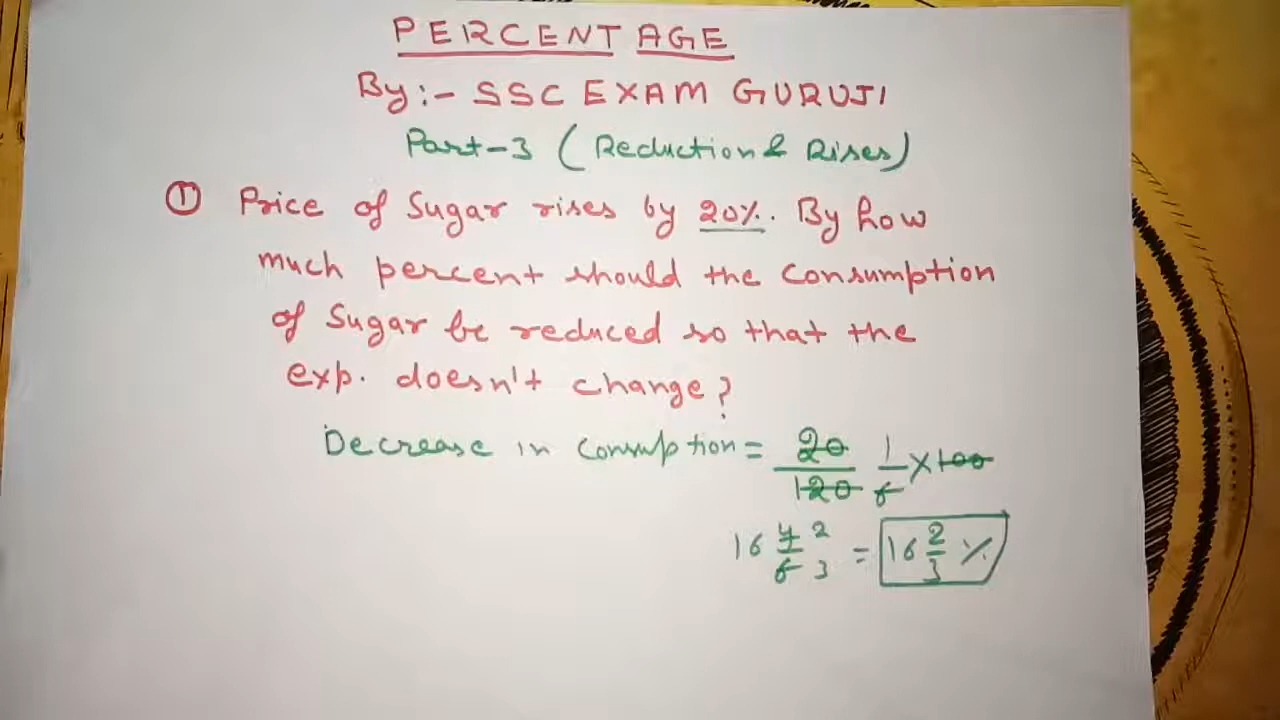 PERCENTAGE
By:- SSC EXAM GURUJI
Part-3 (Reduction & Rises)
① Price of Sugar rises by 20%. By how
much percent should the consumption
of sugar be reduced so that the
exp. doesn't change?
Decrease in Consumption = 20/120 1/6 × 100
16 4/6 2/3 = 16 2/3 %